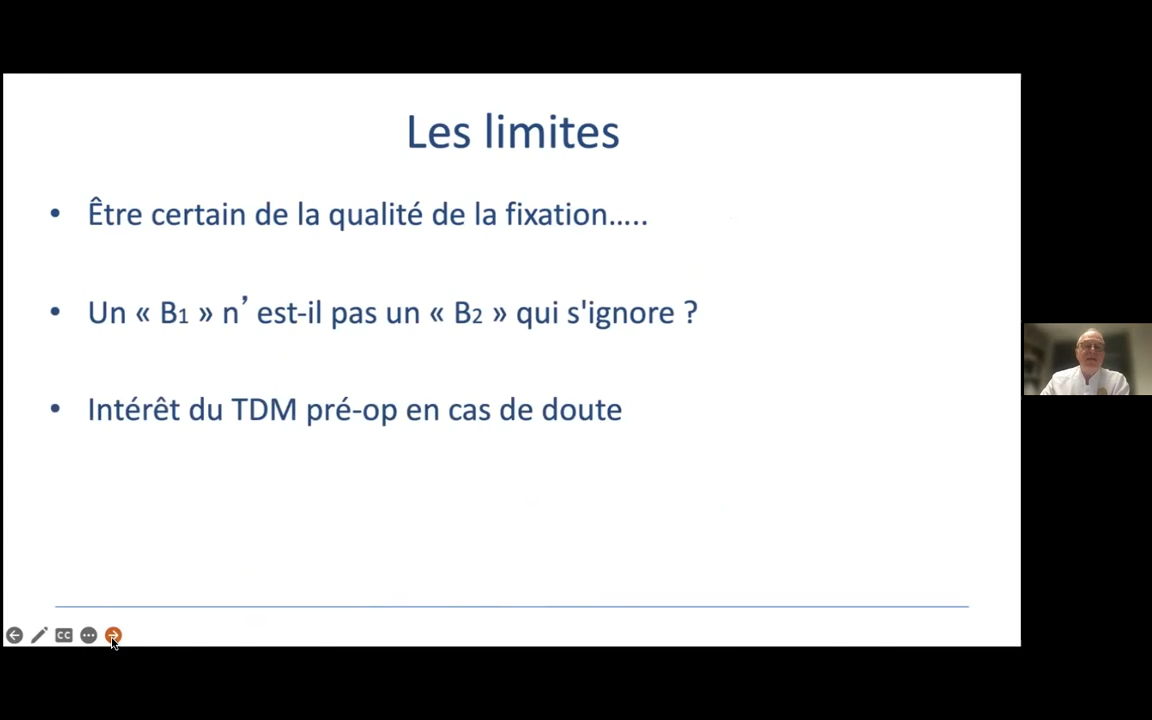 Les limites
• Être certain de la qualité de la fixation…..
• Un « B1 » n’ est-il pas un « B2 » qui s'ignore ?
• Intérêt du TDM pré-op en cas de doute
CC